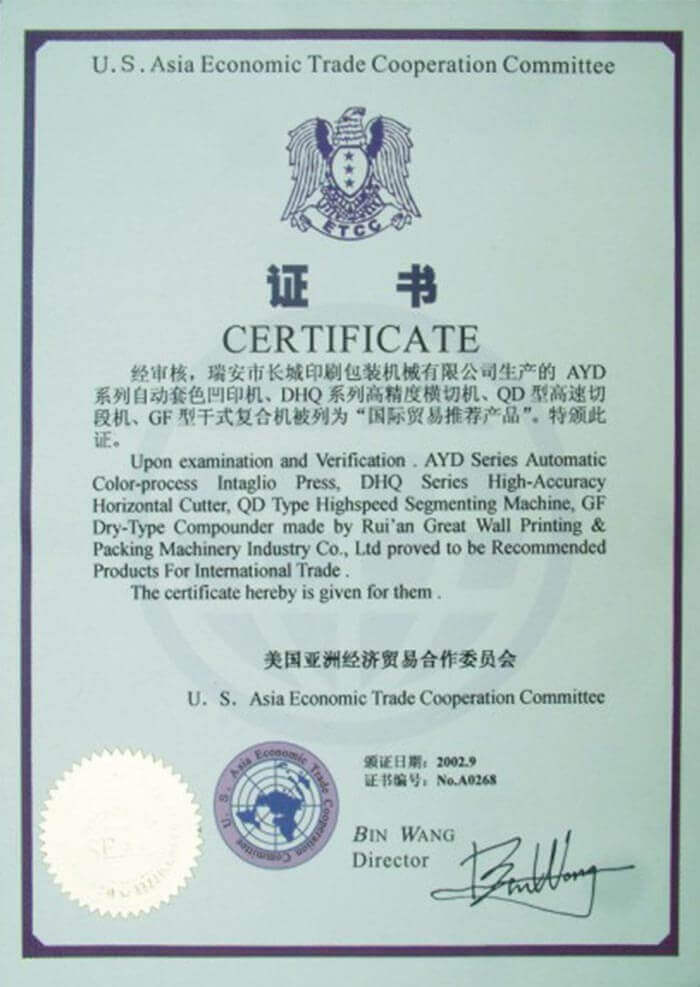 U. S. Asia Economic Trade Cooperation Committee
ETCC
证 书
CERTIFICATE
经审核，瑞安市长城印刷包装机械有限公司生产的 AYD
系列自动套色凹印机、DHQ 系列高精度横切机、QD 型高速切
段机、GF 型干式复合机被列为“国际贸易推荐产品”。特颁此
证。
Upon examination and Verification . AYD Series Automatic
Color-process Intaglio Press, DHQ Series High-Accuracy
Horizontal Cutter, QD Type Highspeed Segmenting Machine, GF
Dry-Type Compounder made by Rui'an Great Wall Printing &
Packing Machinery Industry Co., Ltd proved to be Recommended
Products For International Trade .
The certificate hereby is given for them .
美国亚洲经济贸易合作委员会
U. S. Asia Economic Trade Cooperation Committee
U. S. Asia Economic Trade Cooperation Committee
颁证日期：2002.9
证书编号：No.A0268
BIN WANG
Director
Bin Wang